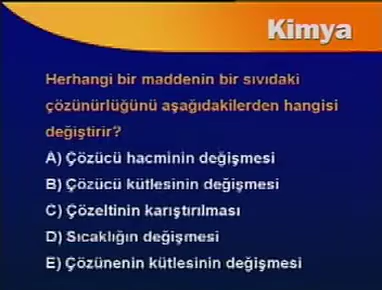 Kimya
Herhangi bir maddenin bir sıvıdaki
çözünürlüğünü aşağıdakilerden hangisi
değiştirir?
A) Çözücü hacminin değişmesi
B) Çözücü kütlesinin değişmesi
C) Çözeltinin karıştırılması
D) Sıcaklığın değişmesi
E) Çözünenin kütlesinin değişmesi